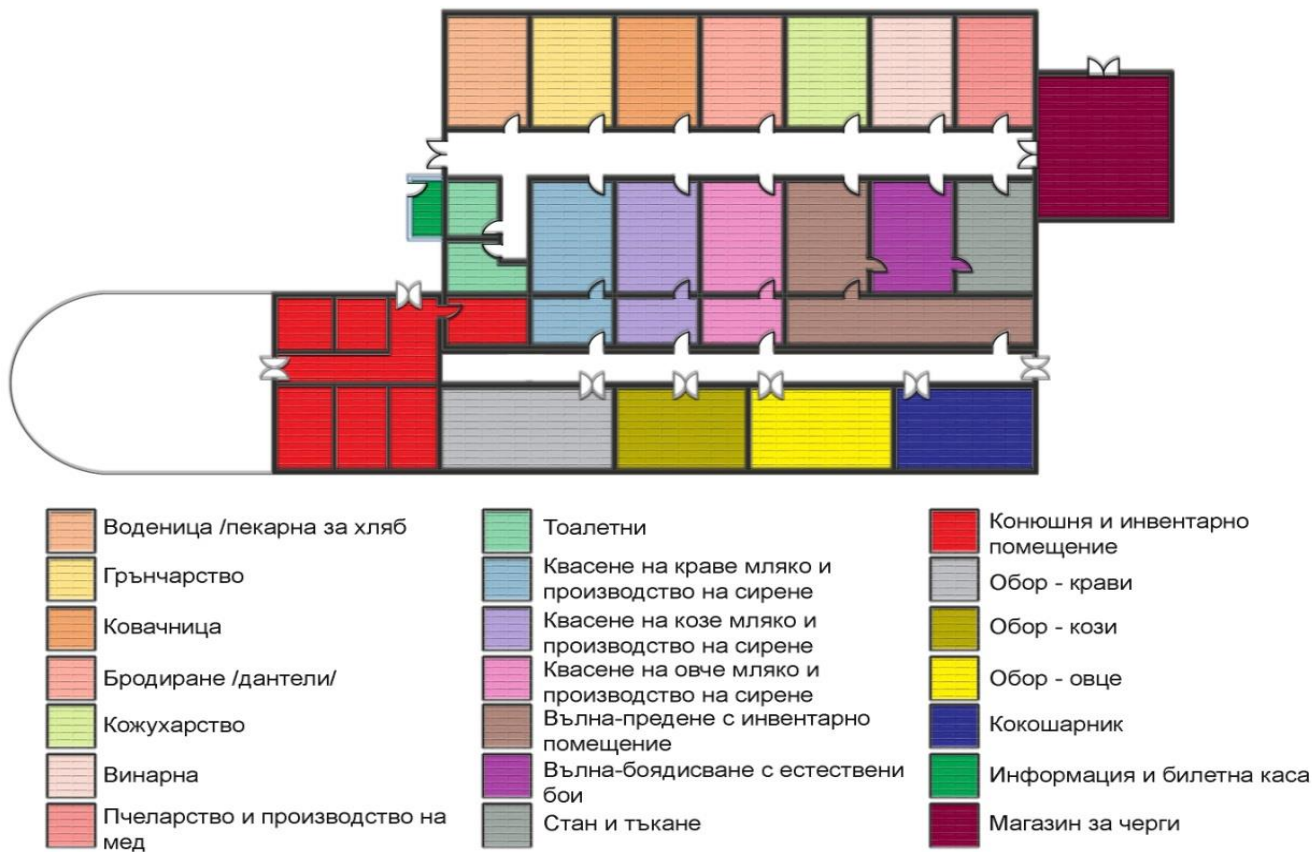 Воденица /пекарна за хляб
Грънчарство
Ковачница
Бродиране /дантели/
Кожухарство
Винарна
Пчеларство и производство на
мед
Тоалетни
Квасене на краве мляко и
производство на сирене
Квасене на козе мляко и
производство на сирене
Квасене на овче мляко и
производство на сирене
Вълна-предене с инвентарно
помещение
Вълна-боядисване с естествени
бои
Стан и тъкане
Конюшня и инвентарно
помещение
Обор - крави
Обор - кози
Обор - овце
Кокошарник
Информация и билетна каса
Магазин за черги